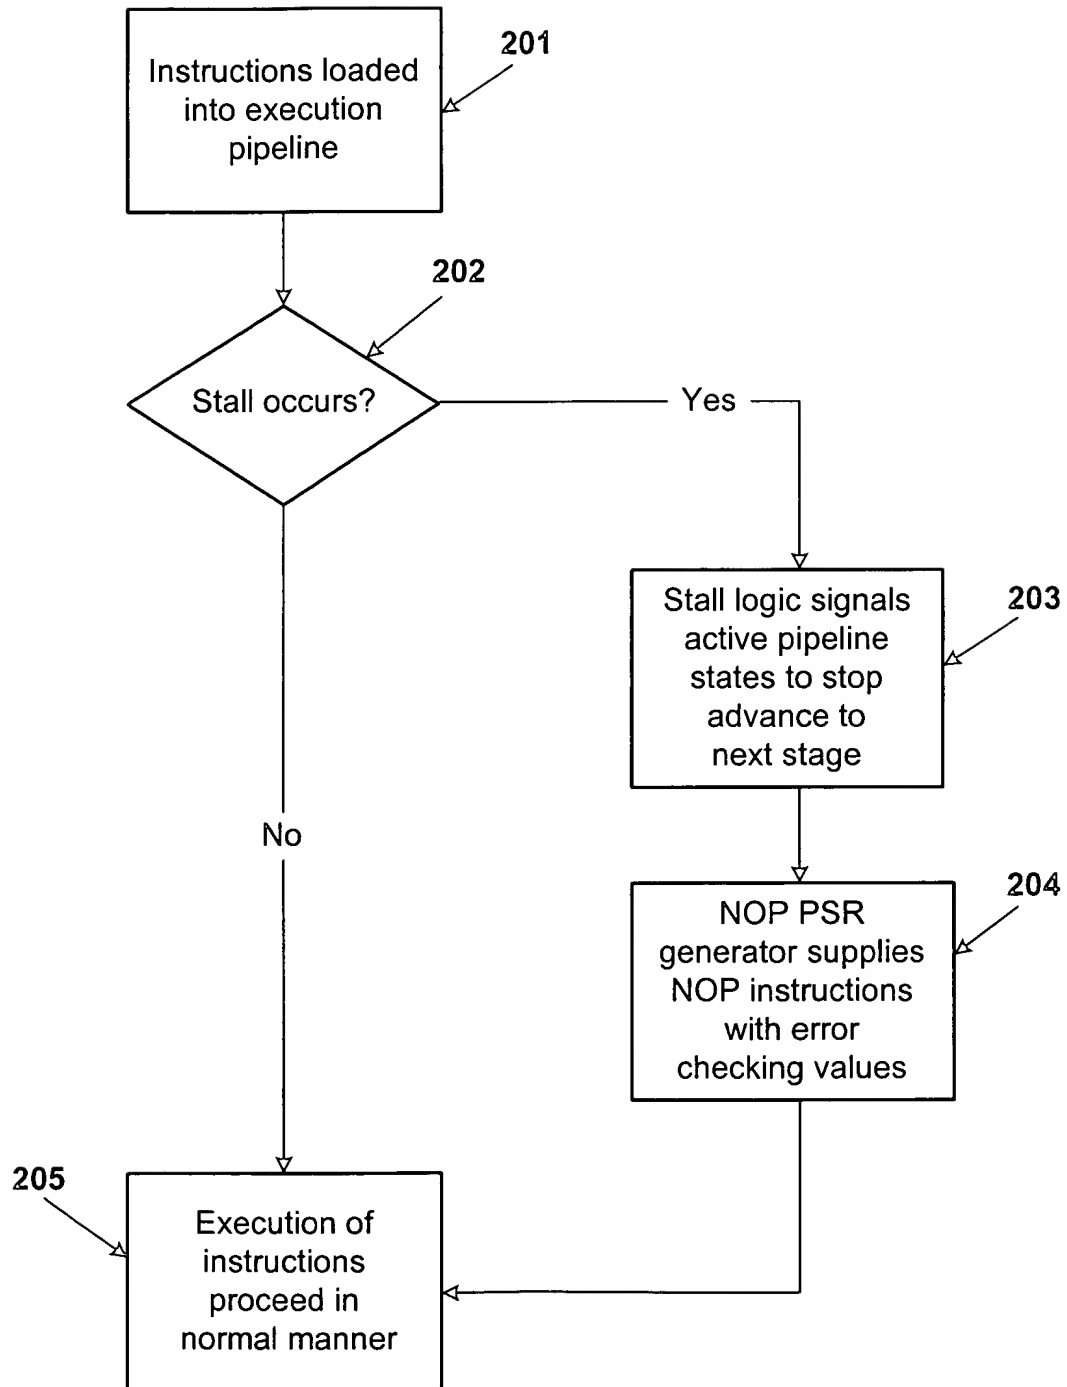 201
Instructions loaded
into execution
pipeline
202
Stall occurs?
Yes
203
Stall logic signals
active pipeline
states to stop
advance to
next stage
No
204
NOP PSR
generator supplies
NOP instructions
with error
checking values
205
Execution of
instructions
proceed in
normal manner